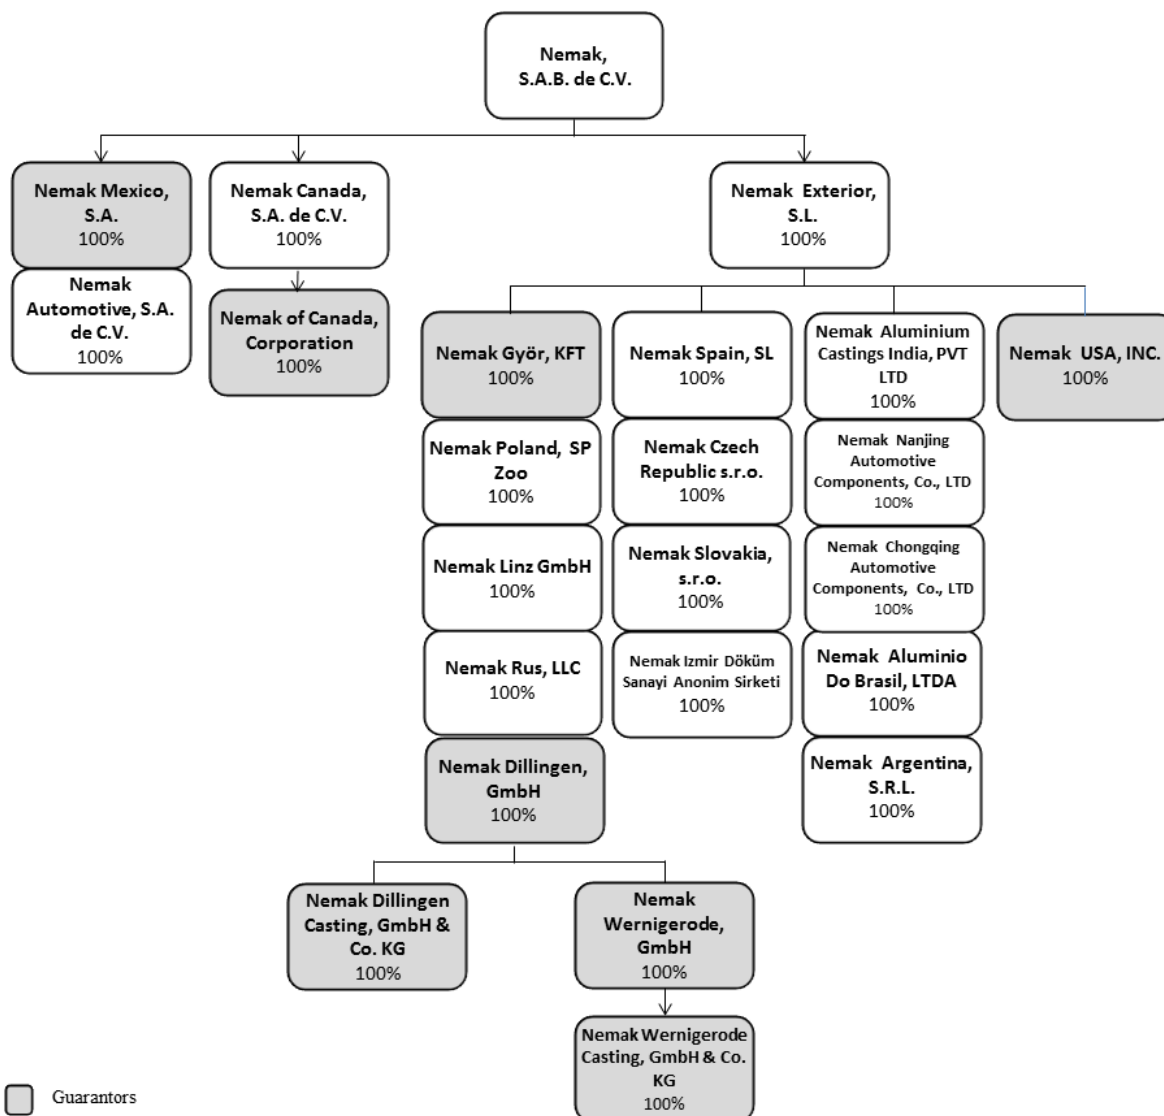 Nemak,
S.A.B. de C.V.
Nemak Mexico,
S.A.
100%
Nemak Canada,
S.A. de C.V.
100%
Nemak Exterior,
S.L.
100%
Nemak
Automotive, S.A.
de C.V.
100%
Nemak of Canada,
Corporation
100%
Nemak Györ, KFT
100%
Nemak Spain, SL
100%
Nemak Aluminium
Castings India, PVT
LTD
100%
Nemak USA, INC.
100%
Nemak Poland, SP
Zoo
100%
Nemak Czech
Republic s.r.o.
100%
Nemak Nanjing
Automotive
Components, Co., LTD
100%
Nemak Linz GmbH
100%
Nemak Slovakia,
s.r.o.
100%
Nemak Chongqing
Automotive
Components, Co., LTD
100%
Nemak Rus, LLC
100%
Nemak Izmir Döküm
Sanayi Anonim Sirketi
100%
Nemak Aluminio
Do Brasil, LTDA
100%
Nemak Dillingen,
GmbH
100%
Nemak Argentina,
S.R.L.
100%
Nemak Dillingen
Casting, GmbH &
Co. KG
100%
Nemak
Wernigerode,
GmbH
100%
Nemak Wernigerode
Casting, GmbH & Co.
KG
100%
Guarantors